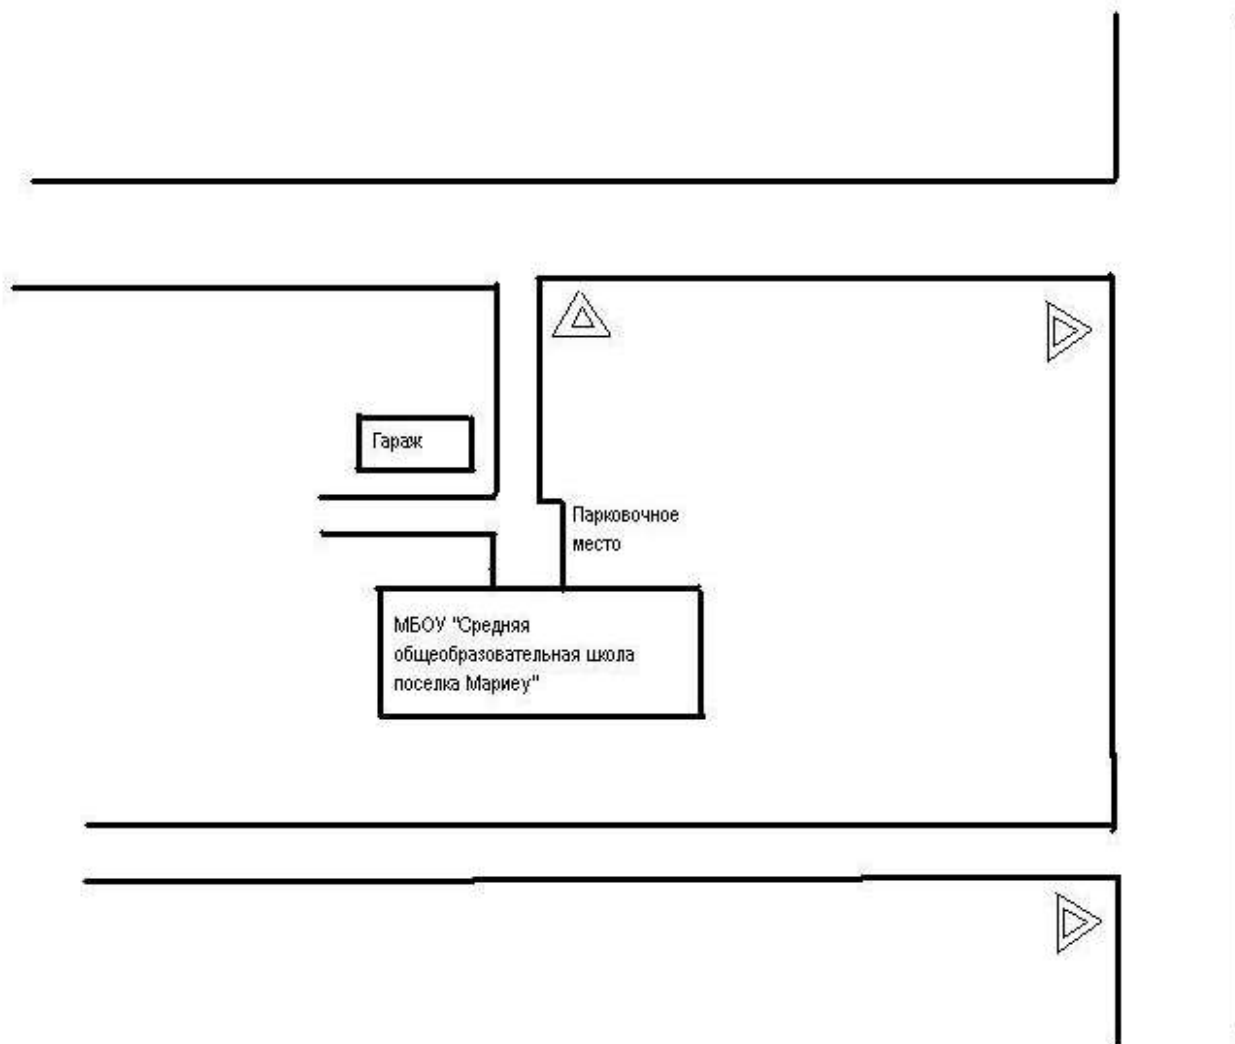 Гараж
Парковочное
место
МБОУ "Средняя
общеобразовательная школа
поселка Мариеу"